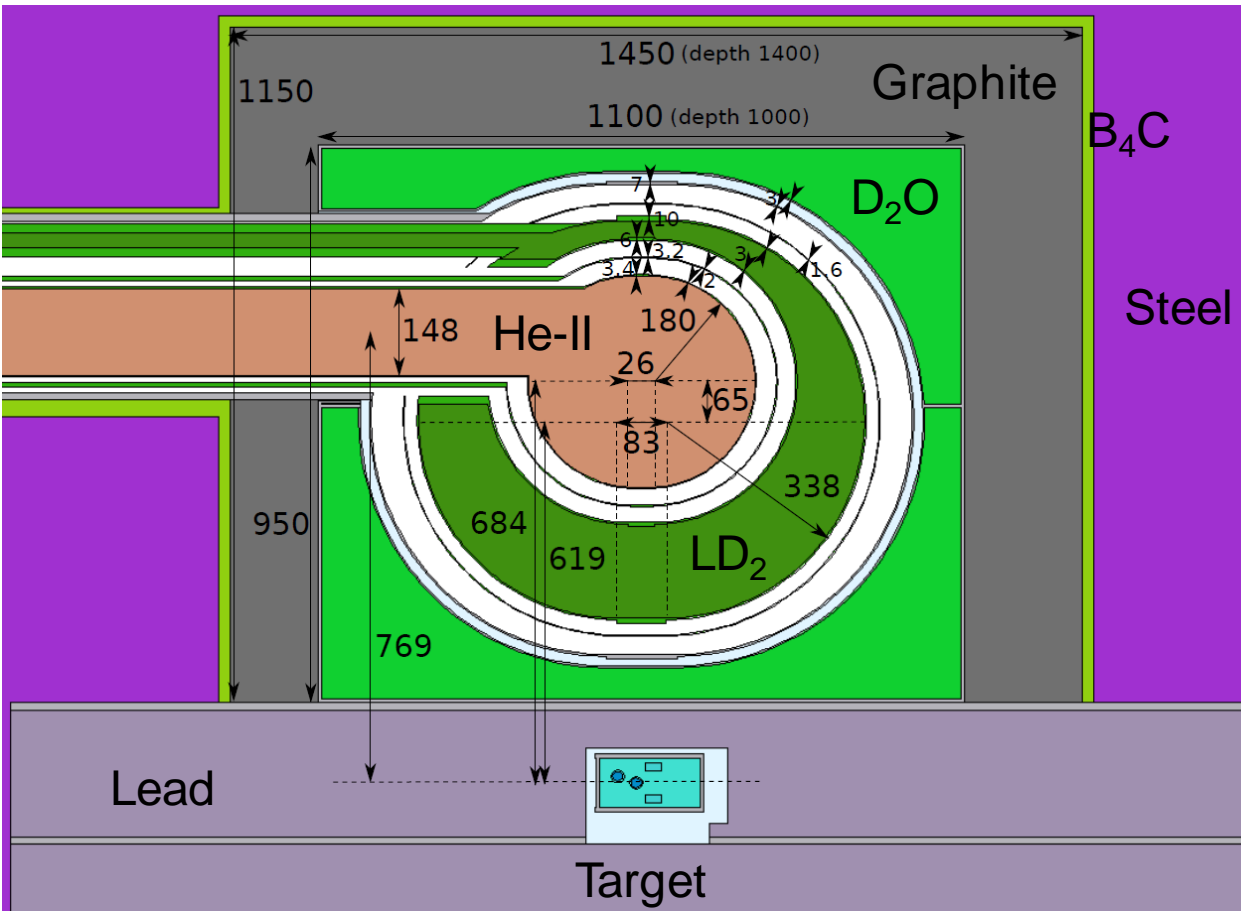 1450 (depth 1400)
1150
Graphite
1100 (depth 1000)
B₄C
D₂O
7
3
10
6
3.2
3
3.4
2
1.6
180
Steel
148
He-II
26
65
83
338
684
950
619
LD₂
769
Lead
Target